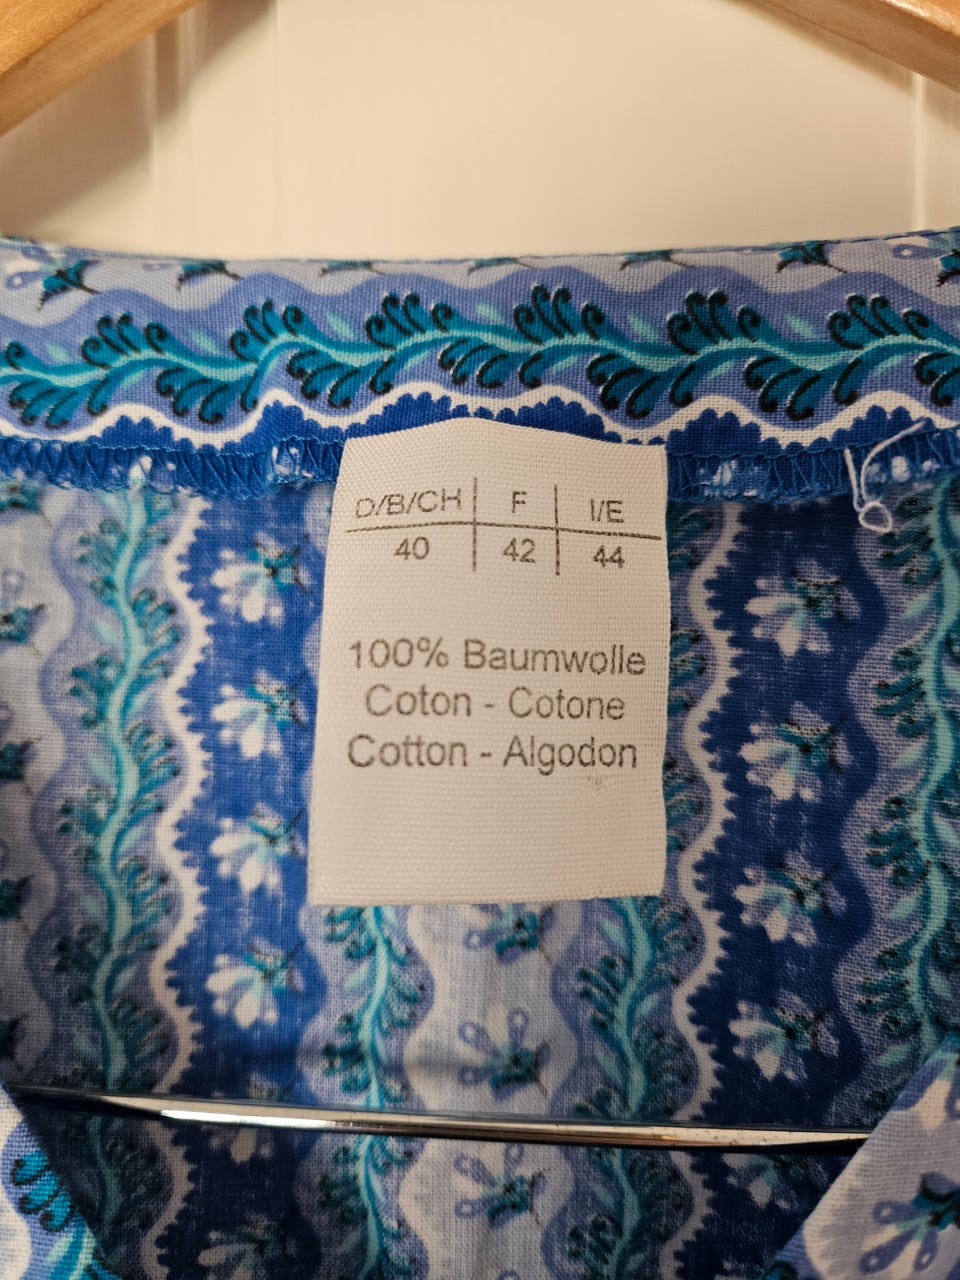 D/B/CH F I/E
40 42 44
100% Baumwolle
Coton - Cotone
Cotton - Algodon